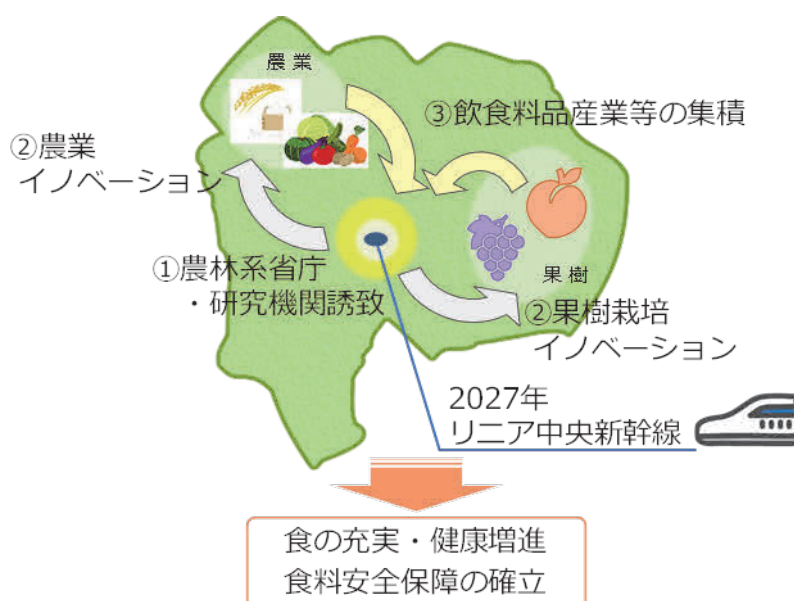 農業
③飲食料品産業等の集積
②農業
イノベーション
①農林系省庁
・研究機関誘致
果樹
②果樹栽培
イノベーション
2027年
リニア中央新幹線
食の充実・健康増進
食料安全保障の確立